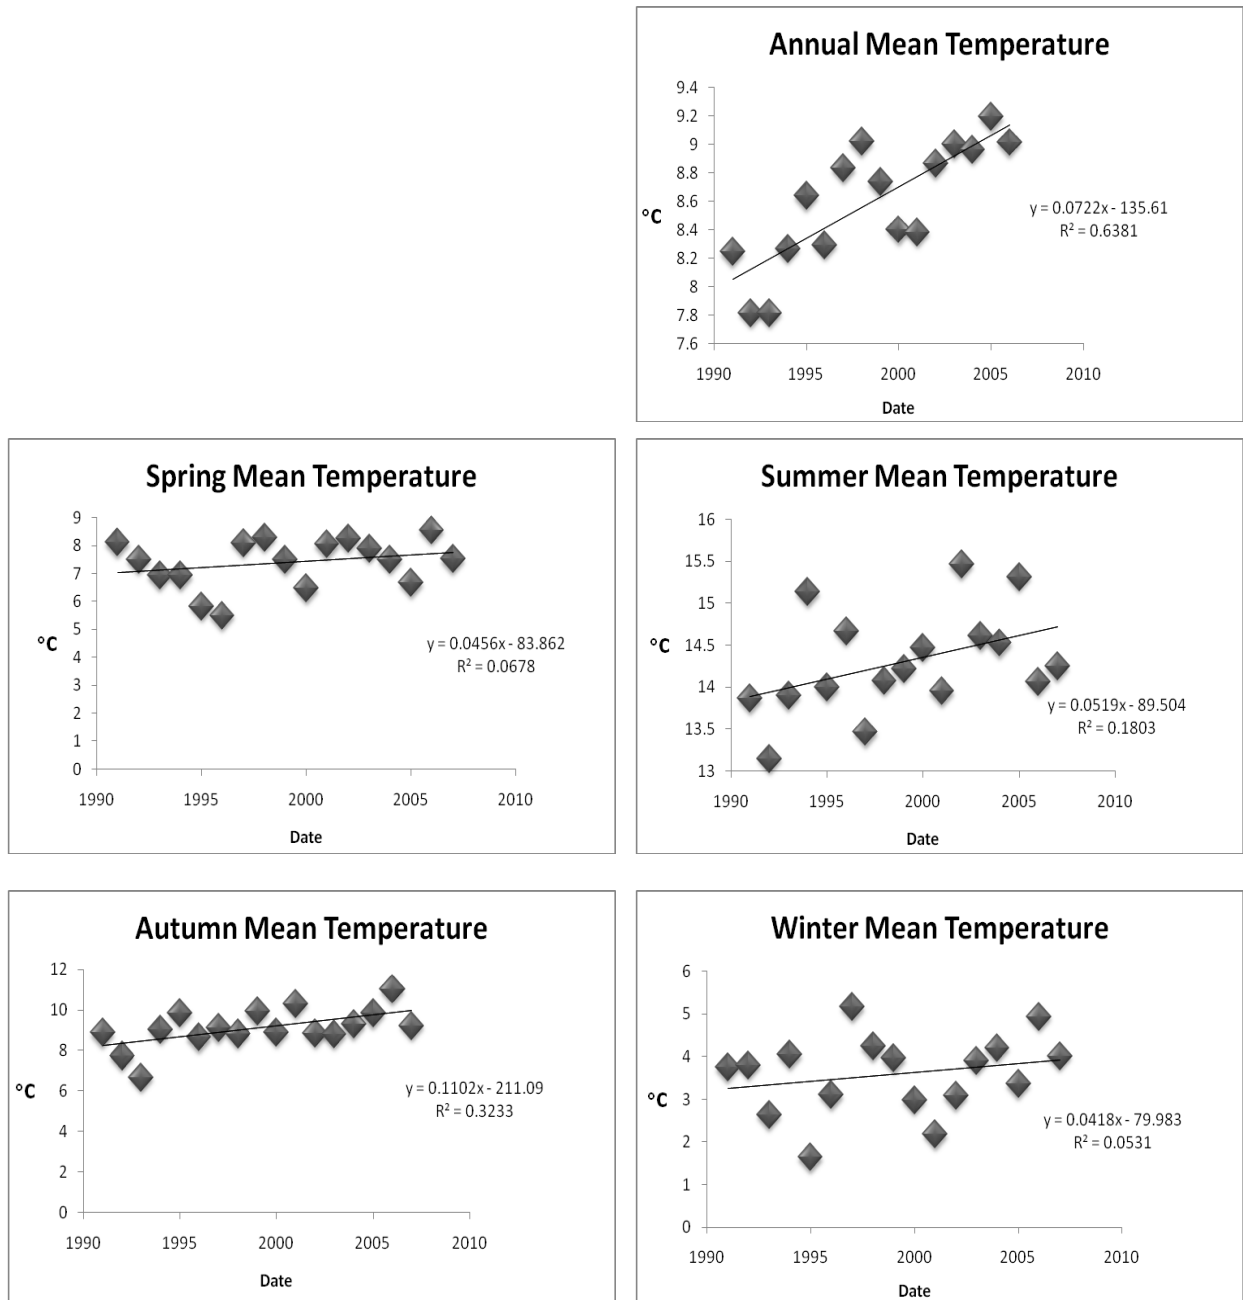 Annual Mean Temperature
9.4
9.2
9
8.8
8.6
8.4
8.2
8
7.8
7.6
°C
y = 0.0722x - 135.61
R² = 0.6381
1990 1995 2000 2005 2010
Date
Spring Mean Temperature
9
8
7
6
5
4
3
2
1
0
°C
y = 0.0456x - 83.862
R² = 0.0678
1990 1995 2000 2005 2010
Date
Summer Mean Temperature
16
15.5
15
14.5
14
13.5
13
°C
y = 0.0519x - 89.504
R² = 0.1803
1990 1995 2000 2005 2010
Date
Autumn Mean Temperature
12
10
8
6
4
2
0
°C
y = 0.1102x - 211.09
R² = 0.3233
1990 1995 2000 2005 2010
Date
Winter Mean Temperature
6
5
4
3
2
1
0
°C
y = 0.0418x - 79.983
R² = 0.0531
1990 1995 2000 2005 2010
Date